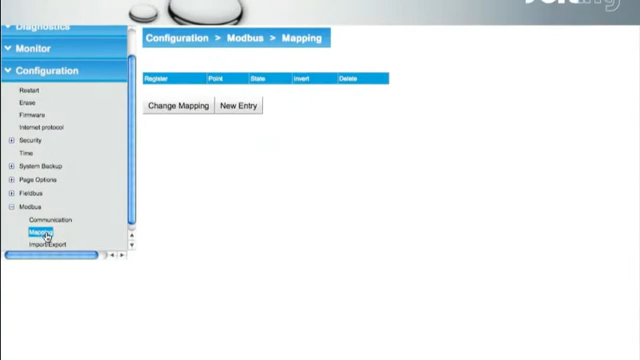 Diagnostics
Monitor
Configuration
Restart
Erase
Firmware
Internet protocol
Security
Time
System Backup
Page Options
Fieldbus
Modbus
Communication
Mapping
Import/Export
Configuration > Modbus > Mapping
Register Point State Invert Delete
Change Mapping New Entry